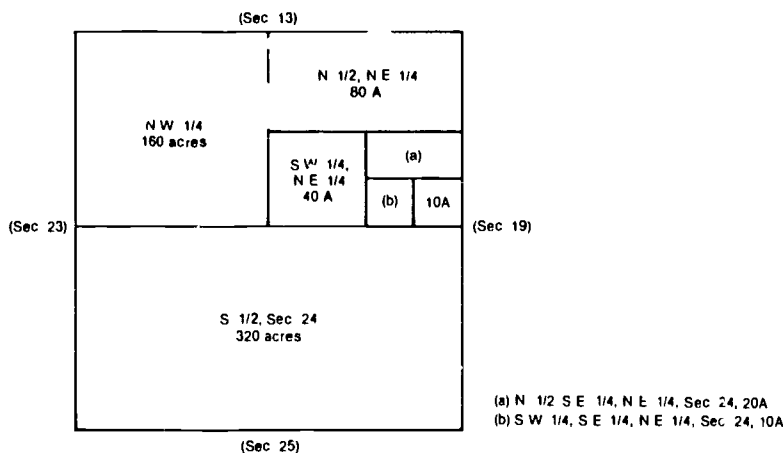 (Sec 13)
N 1/2, N E 1/4
80 A
N W 1/4
160 acres
S W 1/4,
N E 1/4
40 A
(a)
(b)
10A
(Sec 23)
(Sec 19)
S 1/2, Sec 24
320 acres
(a) N 1/2 S E 1/4, N E 1/4, Sec 24, 20A
(b) S W 1/4, S E 1/4, N E 1/4, Sec 24, 10A
(Sec 25)